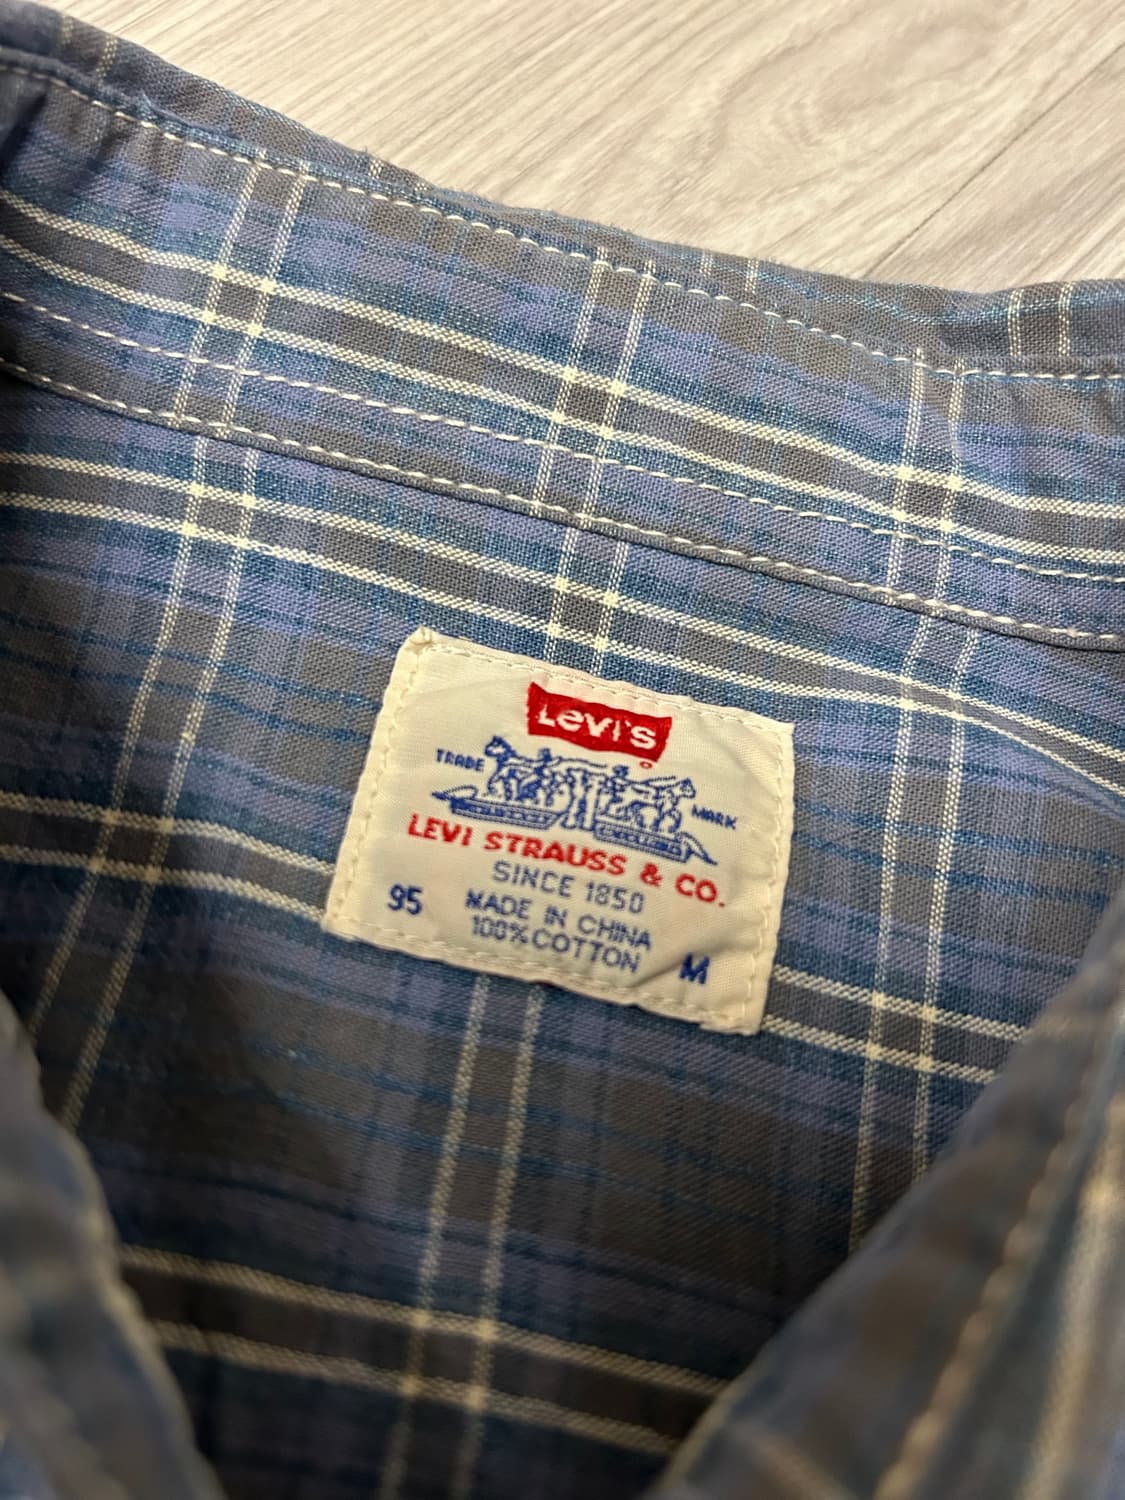 Levi's
TRADE MARK
LEVI STRAUSS & CO.
SINCE 1850
95 MADE IN CHINA
100% COTTON M